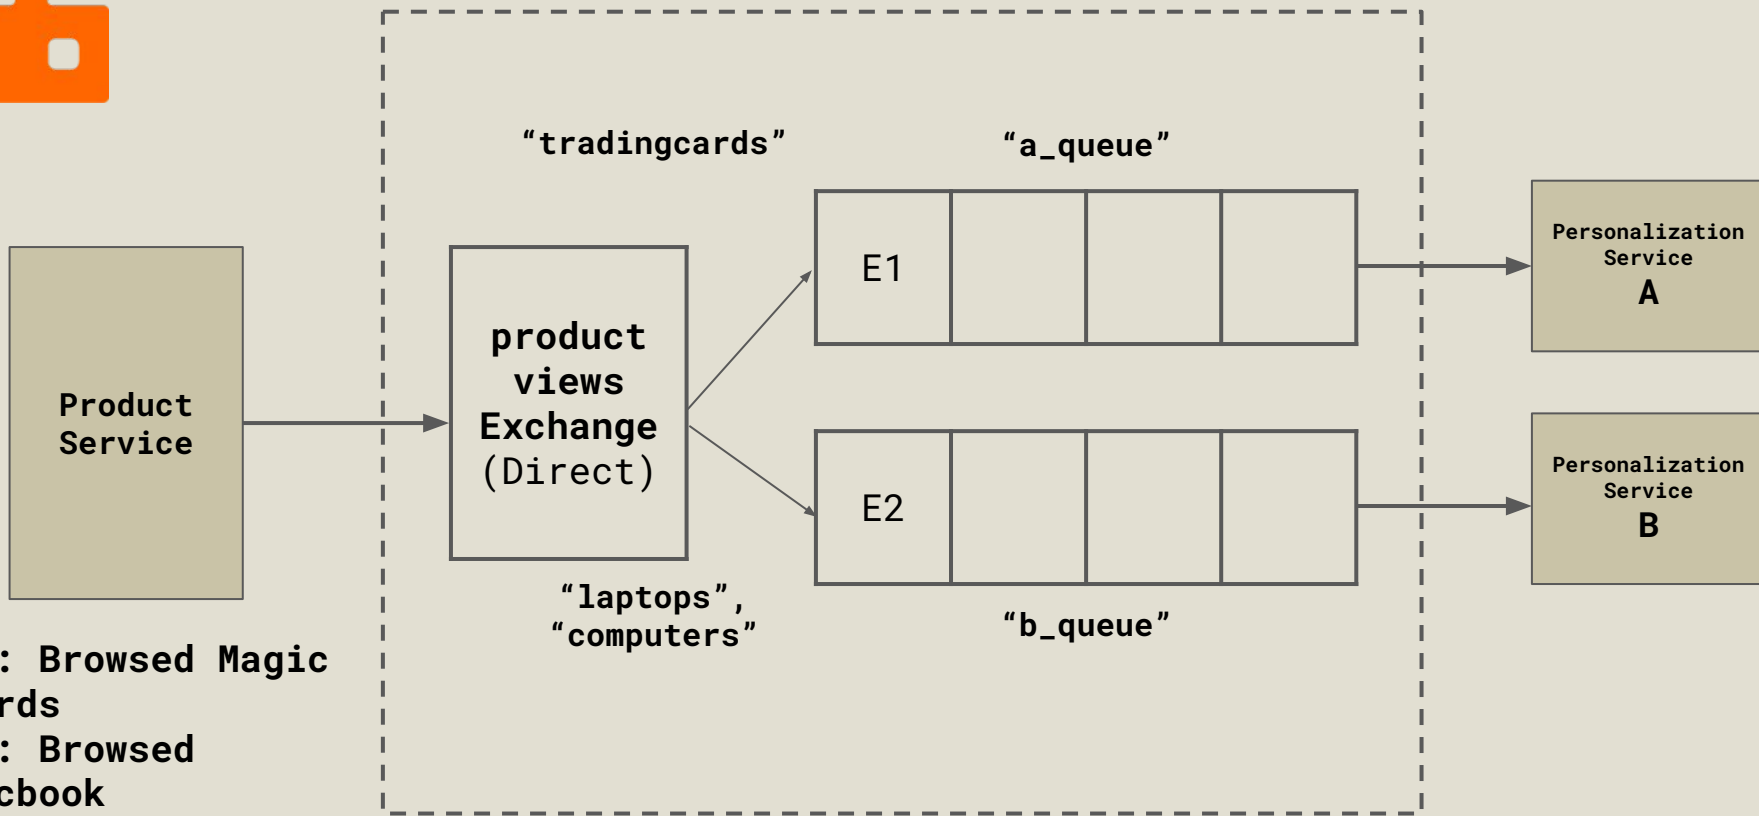 “tradingcards”
“a_queue”
E1
Personalization
Service
A
product
views
Exchange
(Direct)
Product
Service
E2
Personalization
Service
B
“laptops”,
“computers”
“b_queue”
: Browsed Magic
rds
: Browsed
cbook